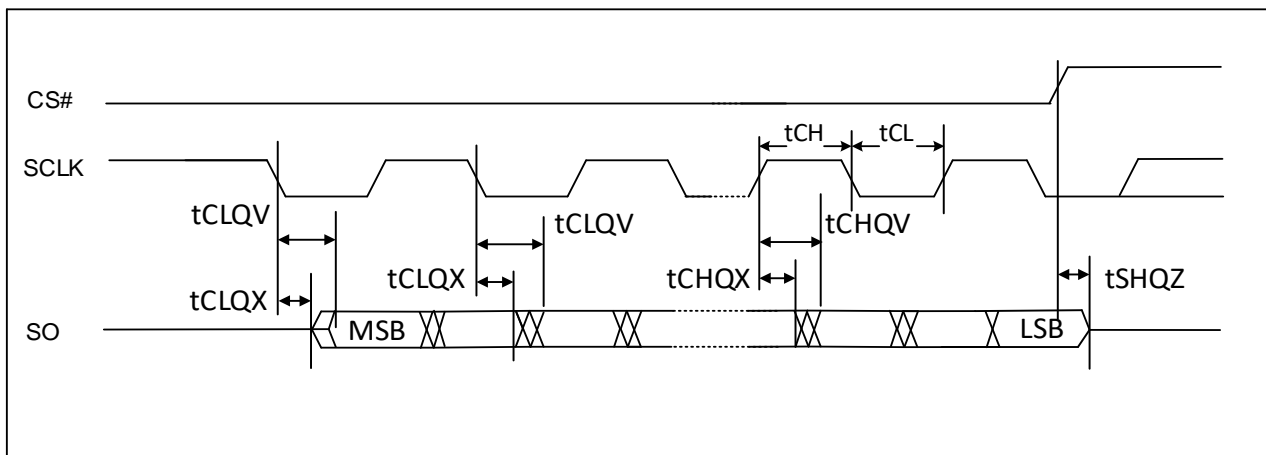 CS#
tCH
tCL
SCLK
tCLQV
tCLQV
tCHQV
tCLQX
tCLQX
tCHQX
tSHQZ
SO
MSB
LSB